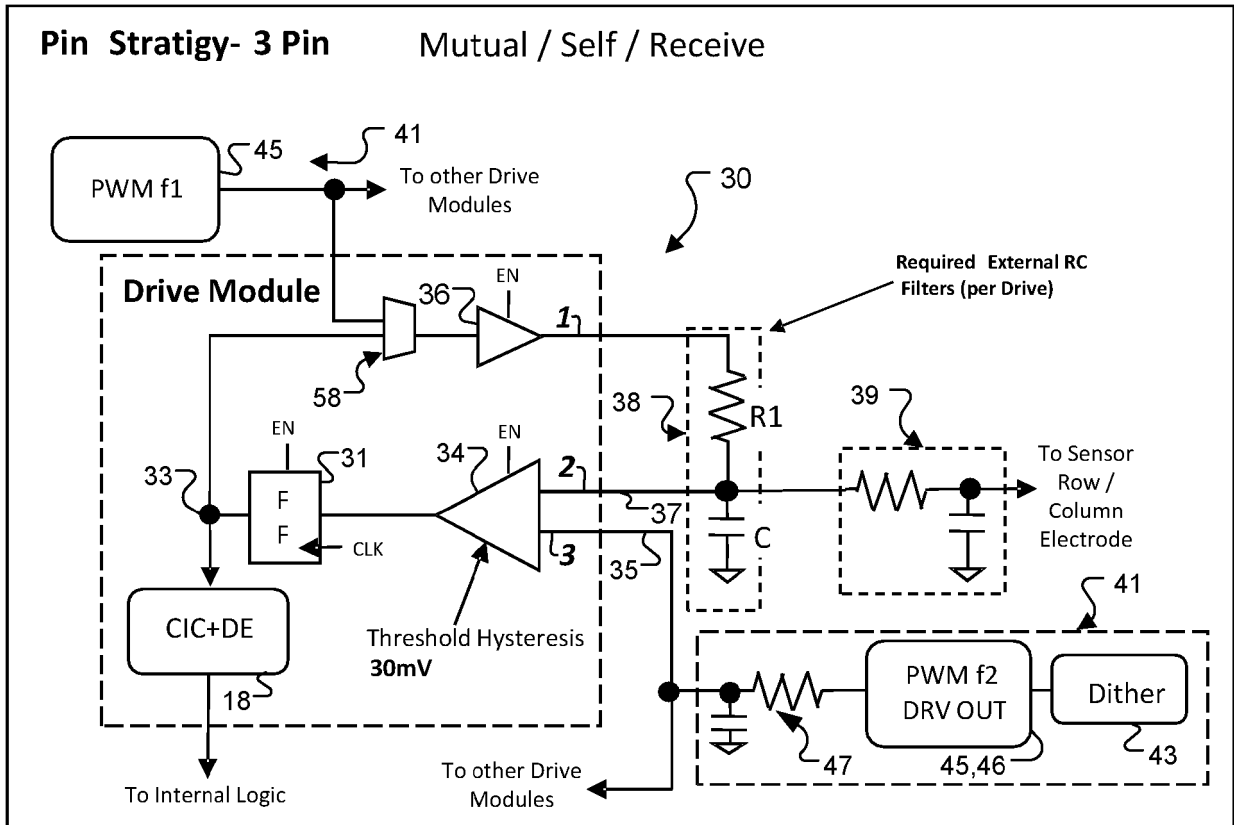 Pin Stratigy- 3 Pin Mutual / Self / Receive
45
41
PWM f1
To other Drive
Modules
30
Required External RC
Filters (per Drive)
Drive Module
EN
36
1
58
38
R1
39
EN
EN
33
31
34
2
To Sensor
Row /
Column
Electrode
F
F
CLK
37
3
35
C
41
CIC+DE
18
Threshold Hysteresis
30mV
PWM f2
DRV OUT
Dither
47
45,46
43
To other Drive
Modules
To Internal Logic